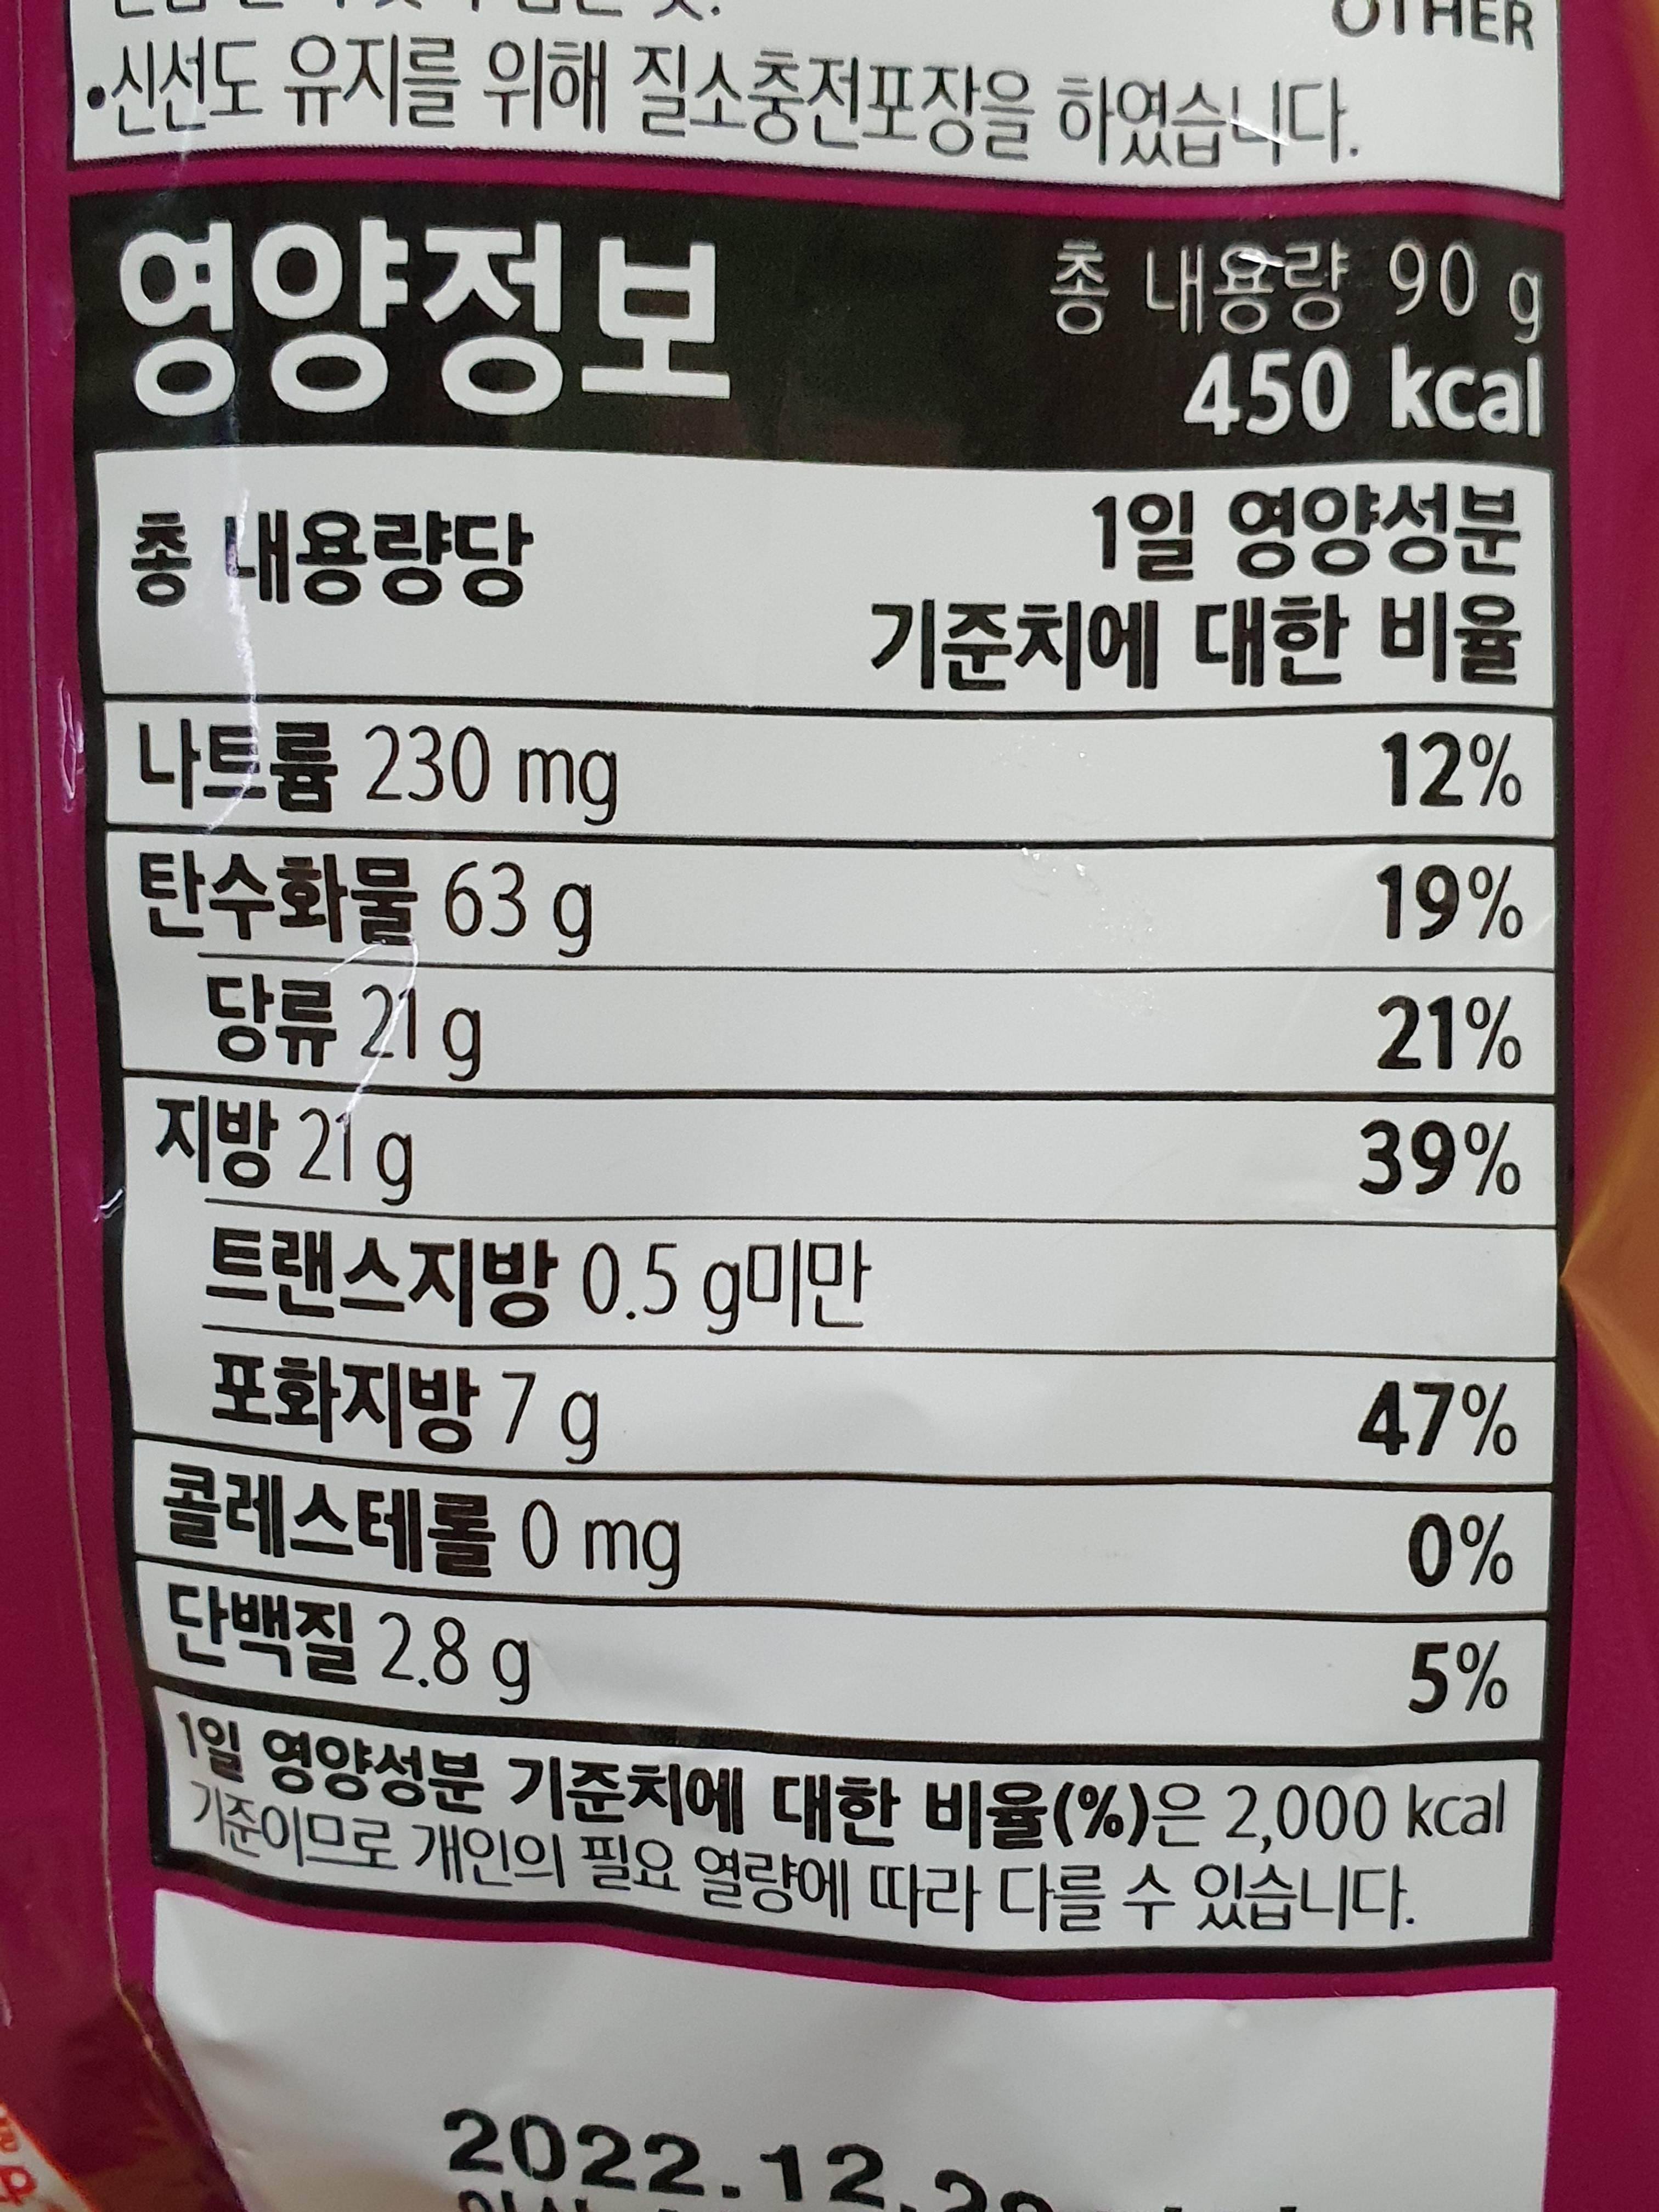 OTHER
•신선도 유지를 위해 질소충전포장을 하였습니다.
영양정보
총 내용량 90 g
450 kcal
총 내용량당
1일 영양성분
기준치에 대한 비율
나트륨 230 mg 12%
탄수화물 63 g 19%
당류 21 g 21%
지방 21 g 39%
트랜스지방 0.5 g미만
포화지방 7 g 47%
콜레스테롤 0 mg 0%
단백질 2.8 g 5%
1일 영양성분 기준치에 대한 비율(%)은 2,000 kcal
기준이므로 개인의 필요 열량에 따라 다를 수 있습니다.
2022.12.